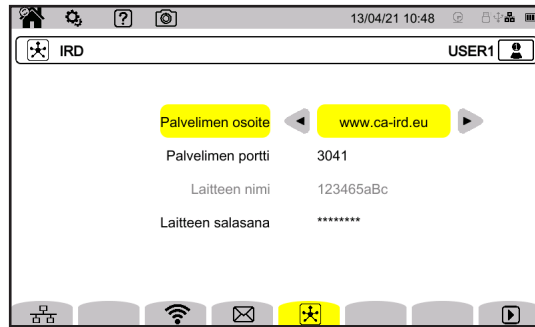 13/04/21 10:48
IRD USER1
Palvelimen osoite www.ca-ird.eu
Palvelimen portti 3041
Laitteen nimi 123465aBc
Laitteen salasana ********